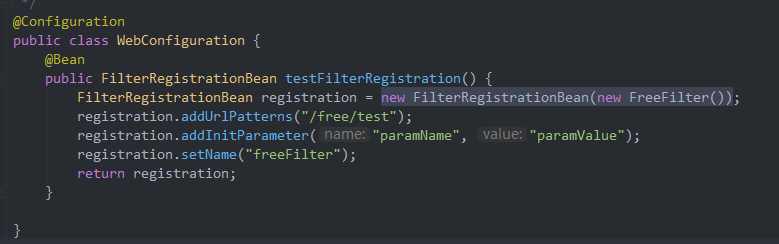 */
@Configuration
public class WebConfiguration {
@Bean
public FilterRegistrationBean testFilterRegistration() {
FilterRegistrationBean registration = new FilterRegistrationBean(new FreeFilter());
registration.addUrlPatterns("/free/test");
registration.addInitParameter( name: "paramName", value: "paramValue");
registration.setName("freeFilter");
return registration;
}
}